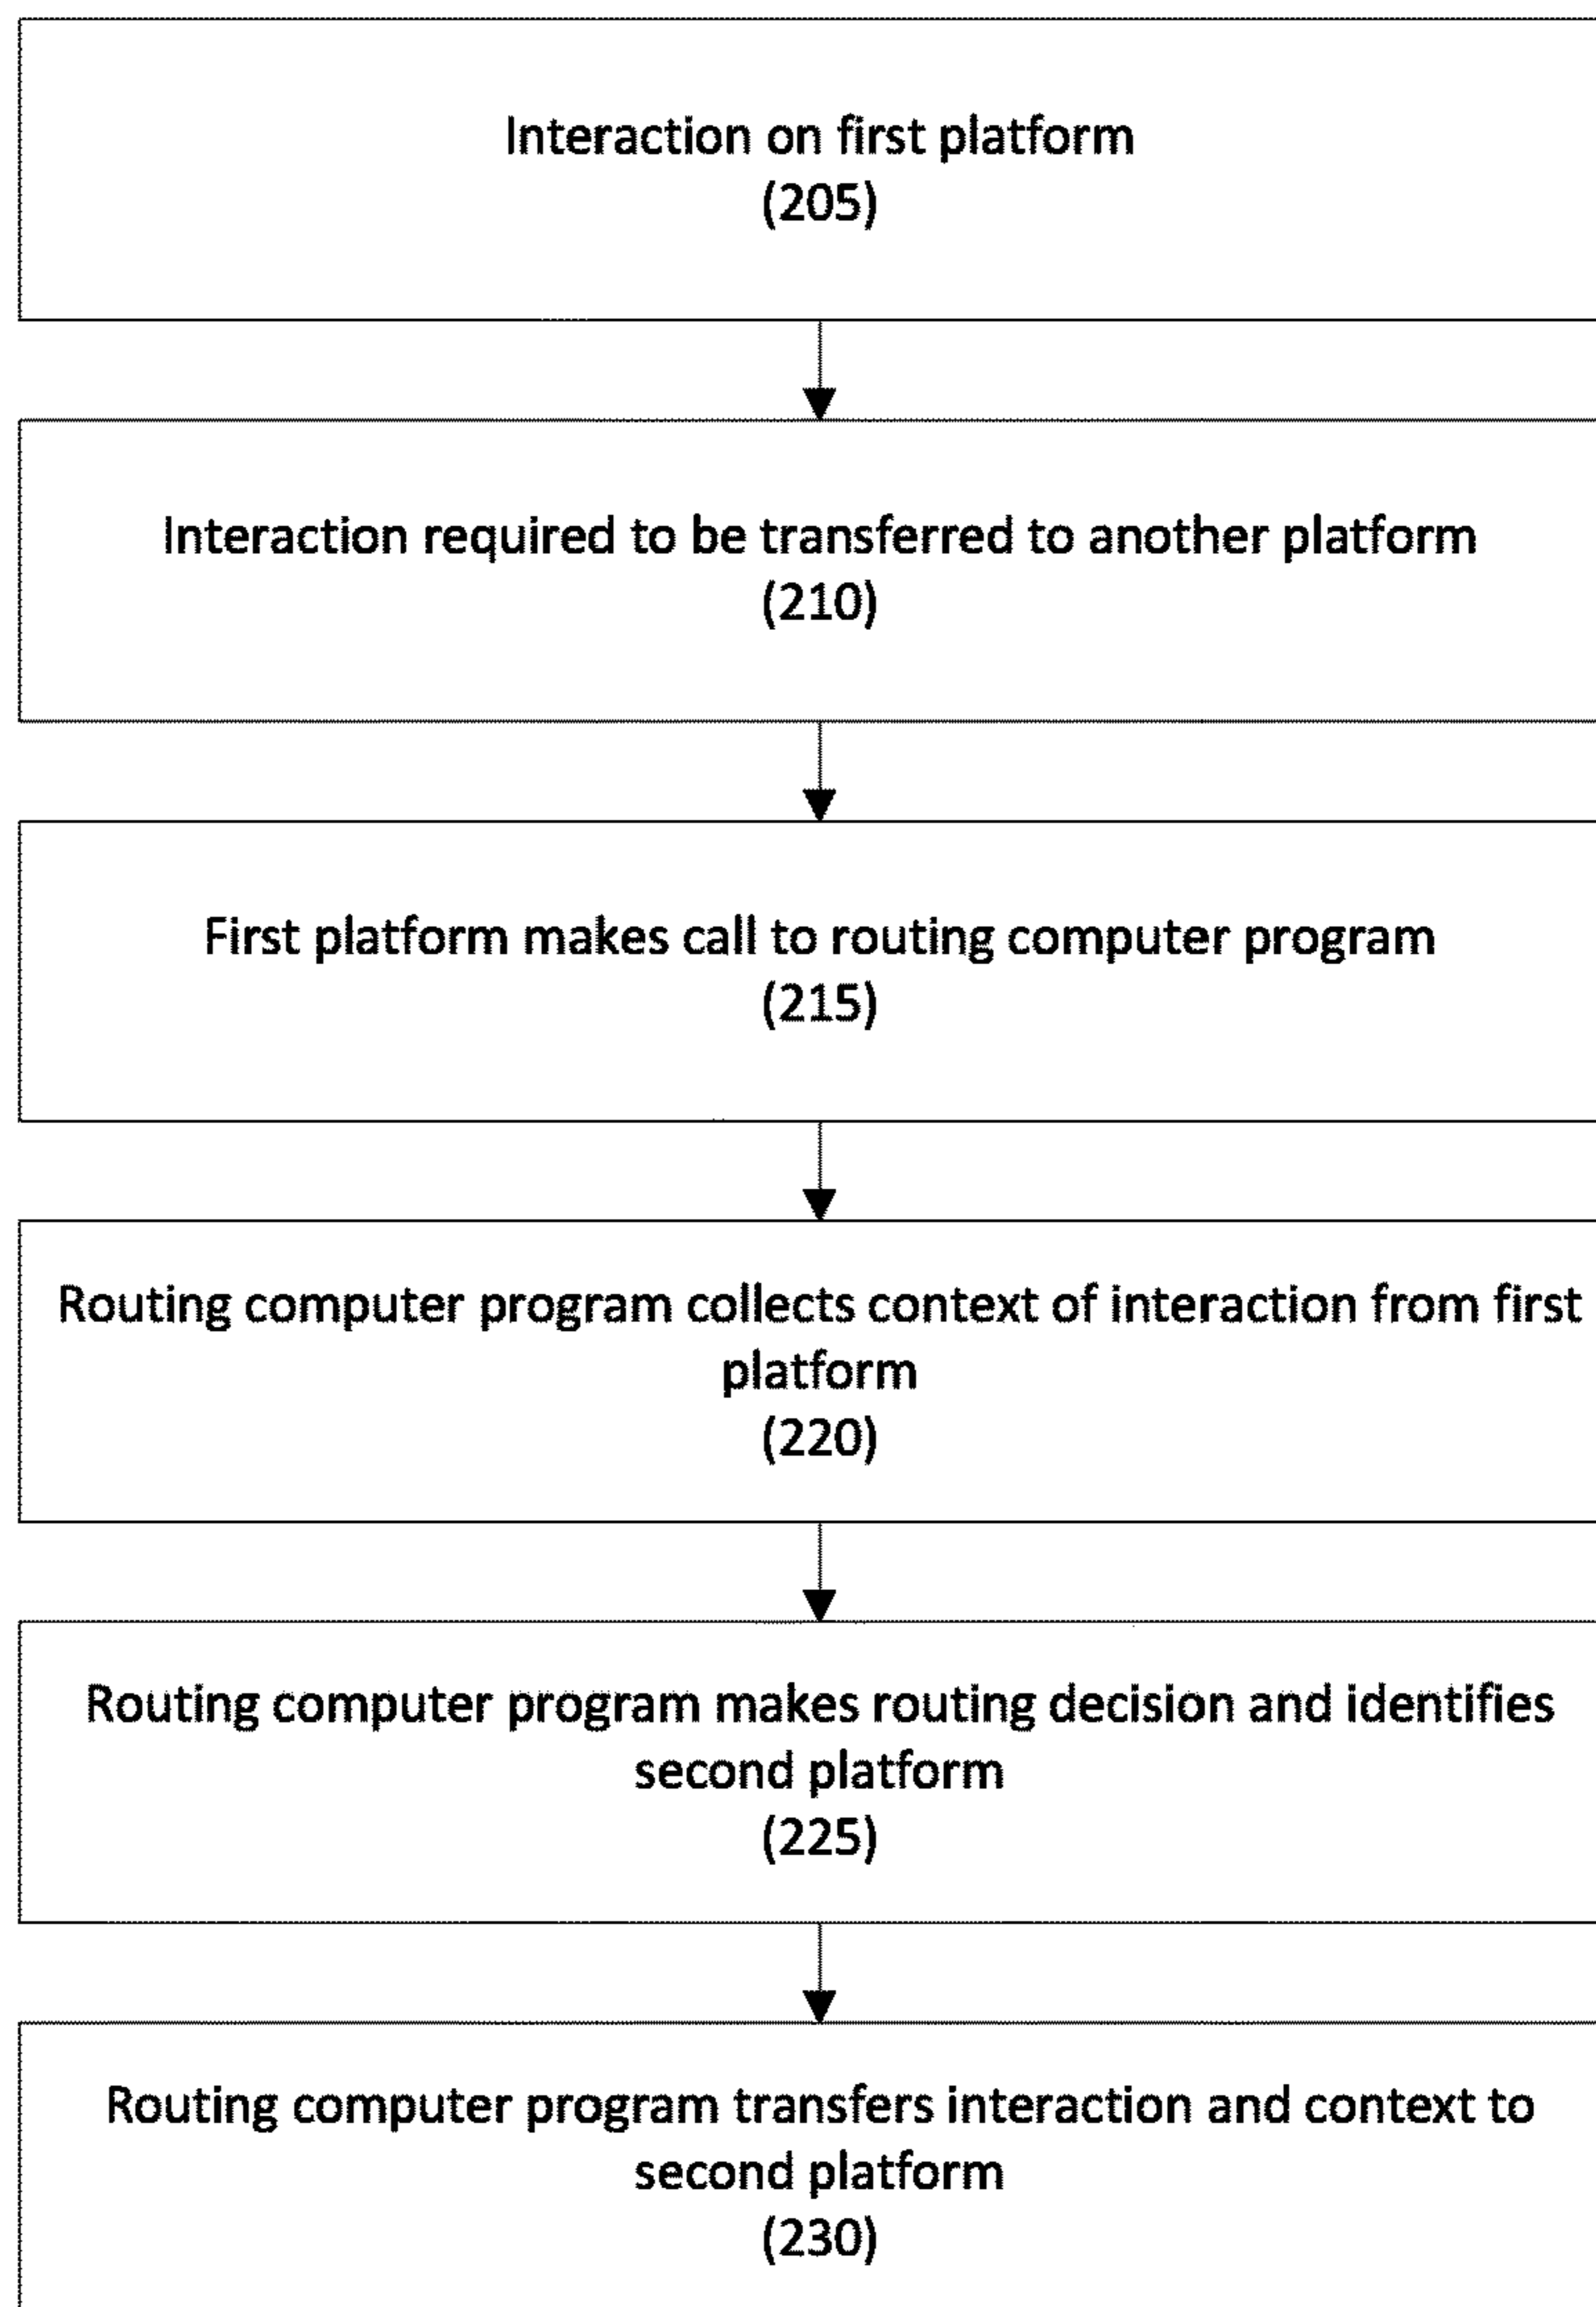 Interaction on first platform
(205)
Interaction required to be transferred to another platform
(210)
First platform makes call to routing computer program
(215)
Routing computer program collects context of interaction from first
platform
(220)
Routing computer program makes routing decision and identifies
second platform
(225)
Routing computer program transfers interaction and context to
second platform
(230)